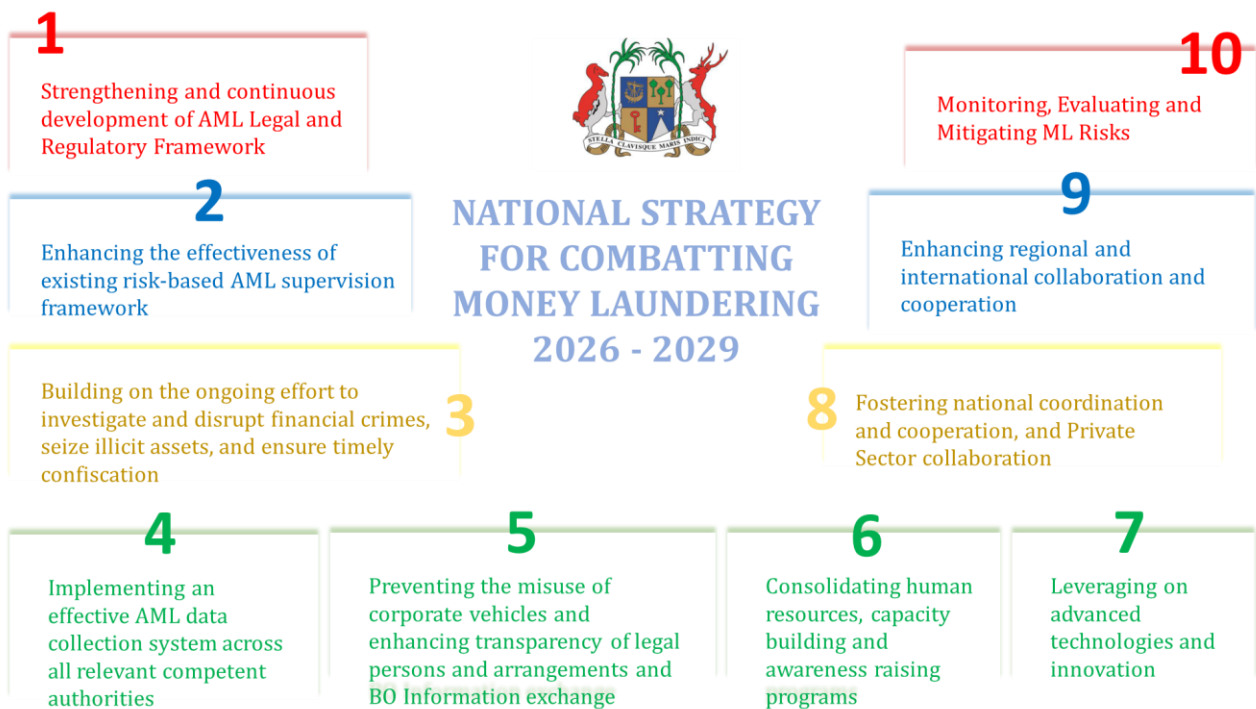 1
Strengthening and continuous
development of AML Legal and
Regulatory Framework
2
Enhancing the effectiveness of
existing risk-based AML supervision
framework
Building on the ongoing effort to
investigate and disrupt financial crimes,
seize illicit assets, and ensure timely
confiscation
3
4
Implementing an
effective AML data
collection system across
all relevant competent
authorities
5
Preventing the misuse of
corporate vehicles and
enhancing transparency of legal
persons and arrangements and
BO Information exchange
6
Consolidating human
resources, capacity
building and
awareness raising
programs
7
Leveraging on
advanced
technologies and
innovation
8
Fostering national coordination
and cooperation, and Private
Sector collaboration
9
Enhancing regional and
international collaboration and
cooperation
10
Monitoring, Evaluating and
Mitigating ML Risks
STELLA CLAVISQUE MARIS INDICI
NATIONAL STRATEGY
FOR COMBATTING
MONEY LAUNDERING
2026 - 2029